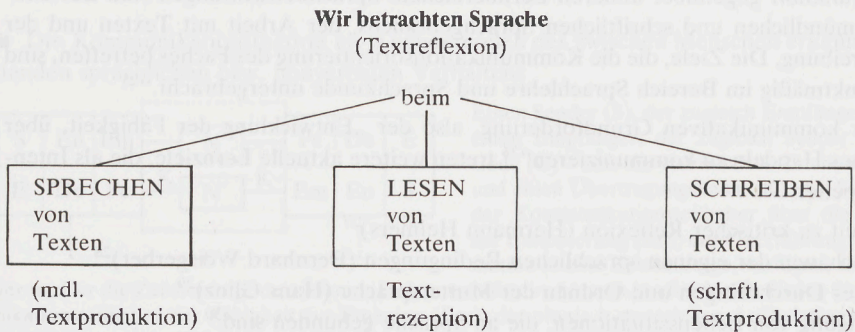 Wir betrachten Sprache
(Textreflexion)
beim
SPRECHEN
von
Texten
LESEN
von
Texten
SCHREIBEN
von
Texten
(mdl.
Textproduktion)
Text-
rezeption)
(schrftl.
Textproduktion)